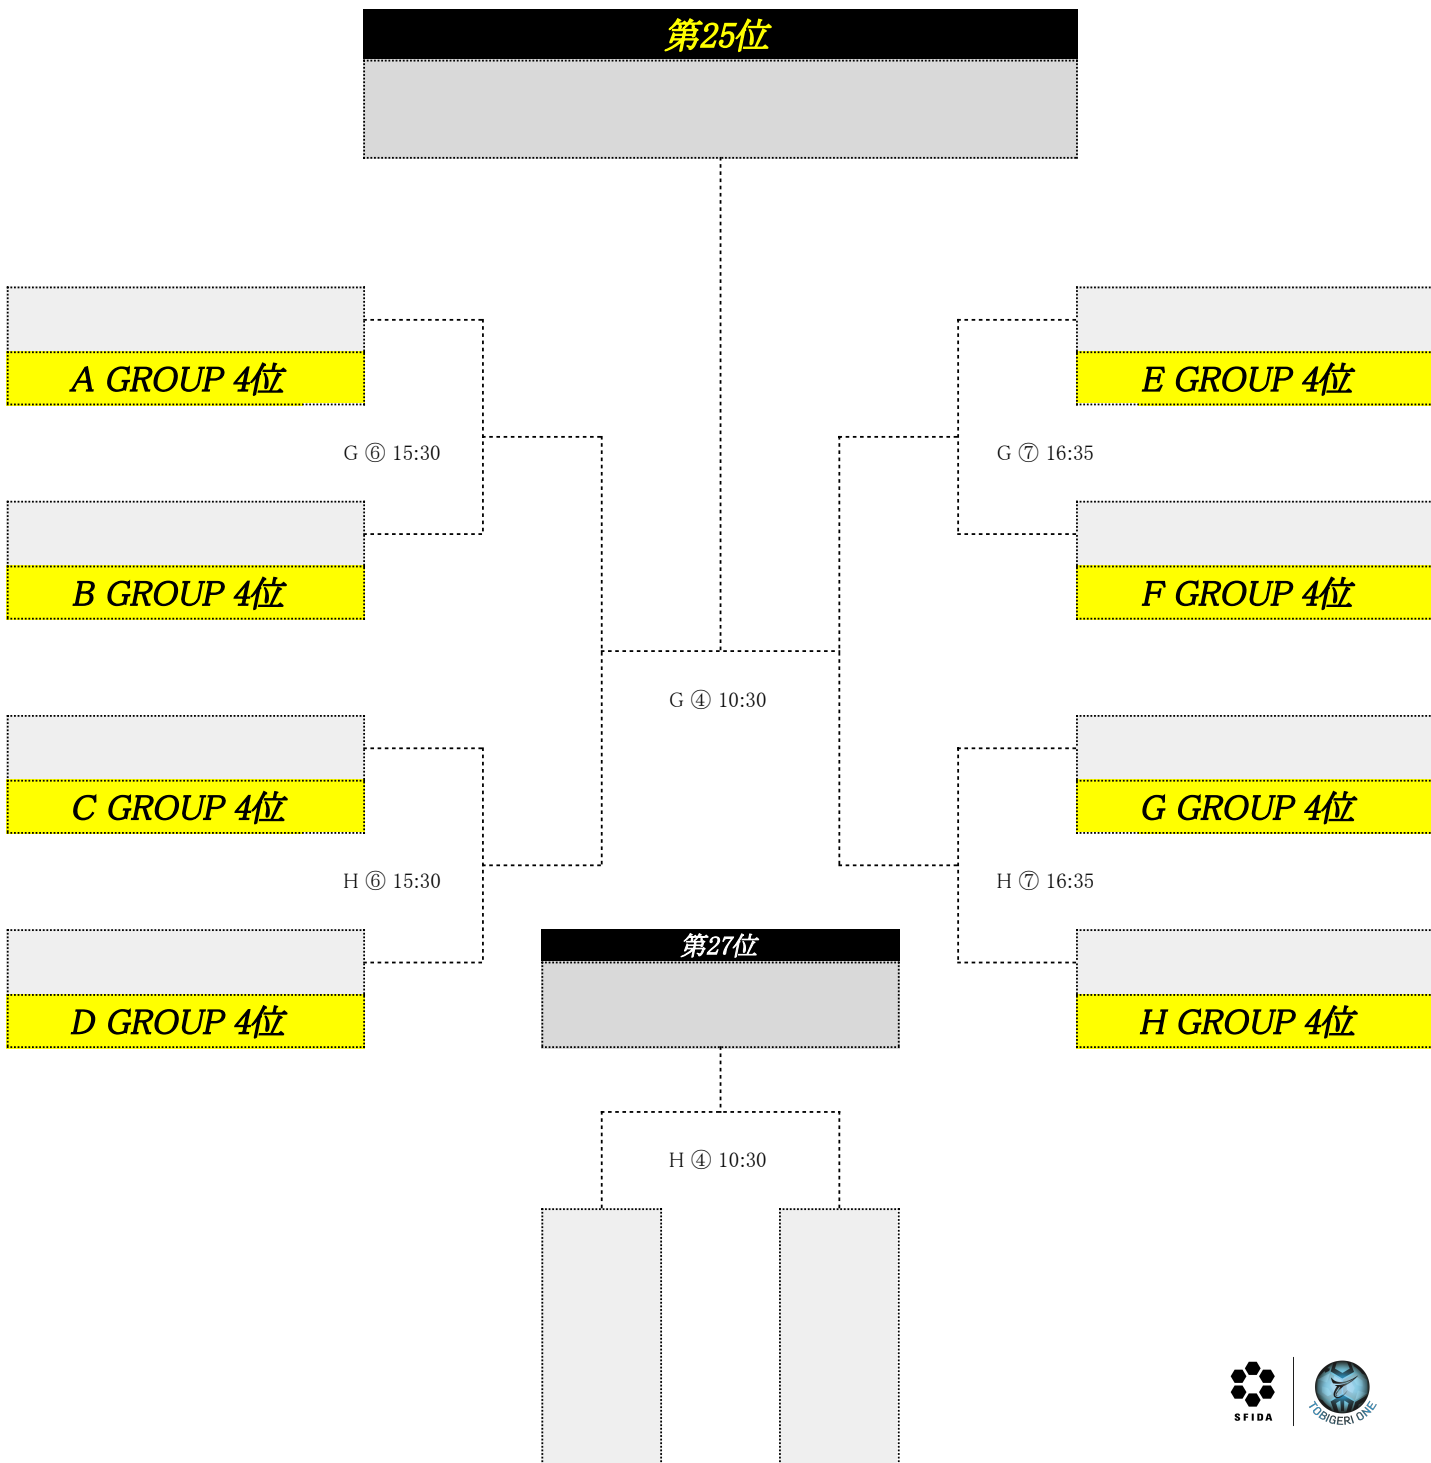 第25位
A GROUP 4位
E GROUP 4位
G ⑥ 15:30
G ⑦ 16:35
B GROUP 4位
F GROUP 4位
G ④ 10:30
C GROUP 4位
G GROUP 4位
H ⑥ 15:30
H ⑦ 16:35
第27位
D GROUP 4位
H GROUP 4位
H ④ 10:30
SFIDA
TOBIGERI ONE